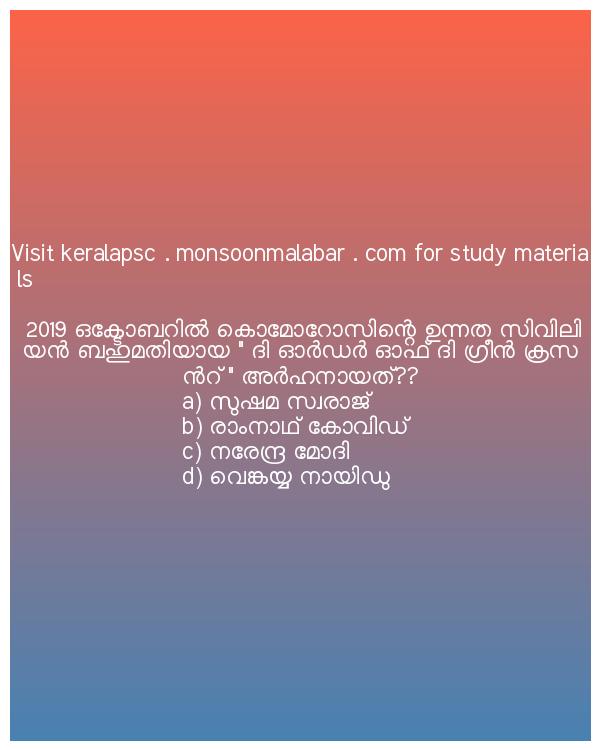 Visit keralapsc . monsoonmalabar . com for study materia
ls
2019 ഒക്ടോബറിൽ കൊമോറോസിന്റെ ഉന്നത സിവിലി
യൻ ബഹുമതിയായ " ദി ഓർഡർ ഓഫ് ദി ഗ്രീൻ ക്രസ
ൻറ് " അർഹനായത്??
a) സുഷമ സ്വരാജ്
b) രാംനാഥ് കോവിഡ്
c) നരേന്ദ്ര മോദി
d) വെങ്കയ്യ നായിഡു